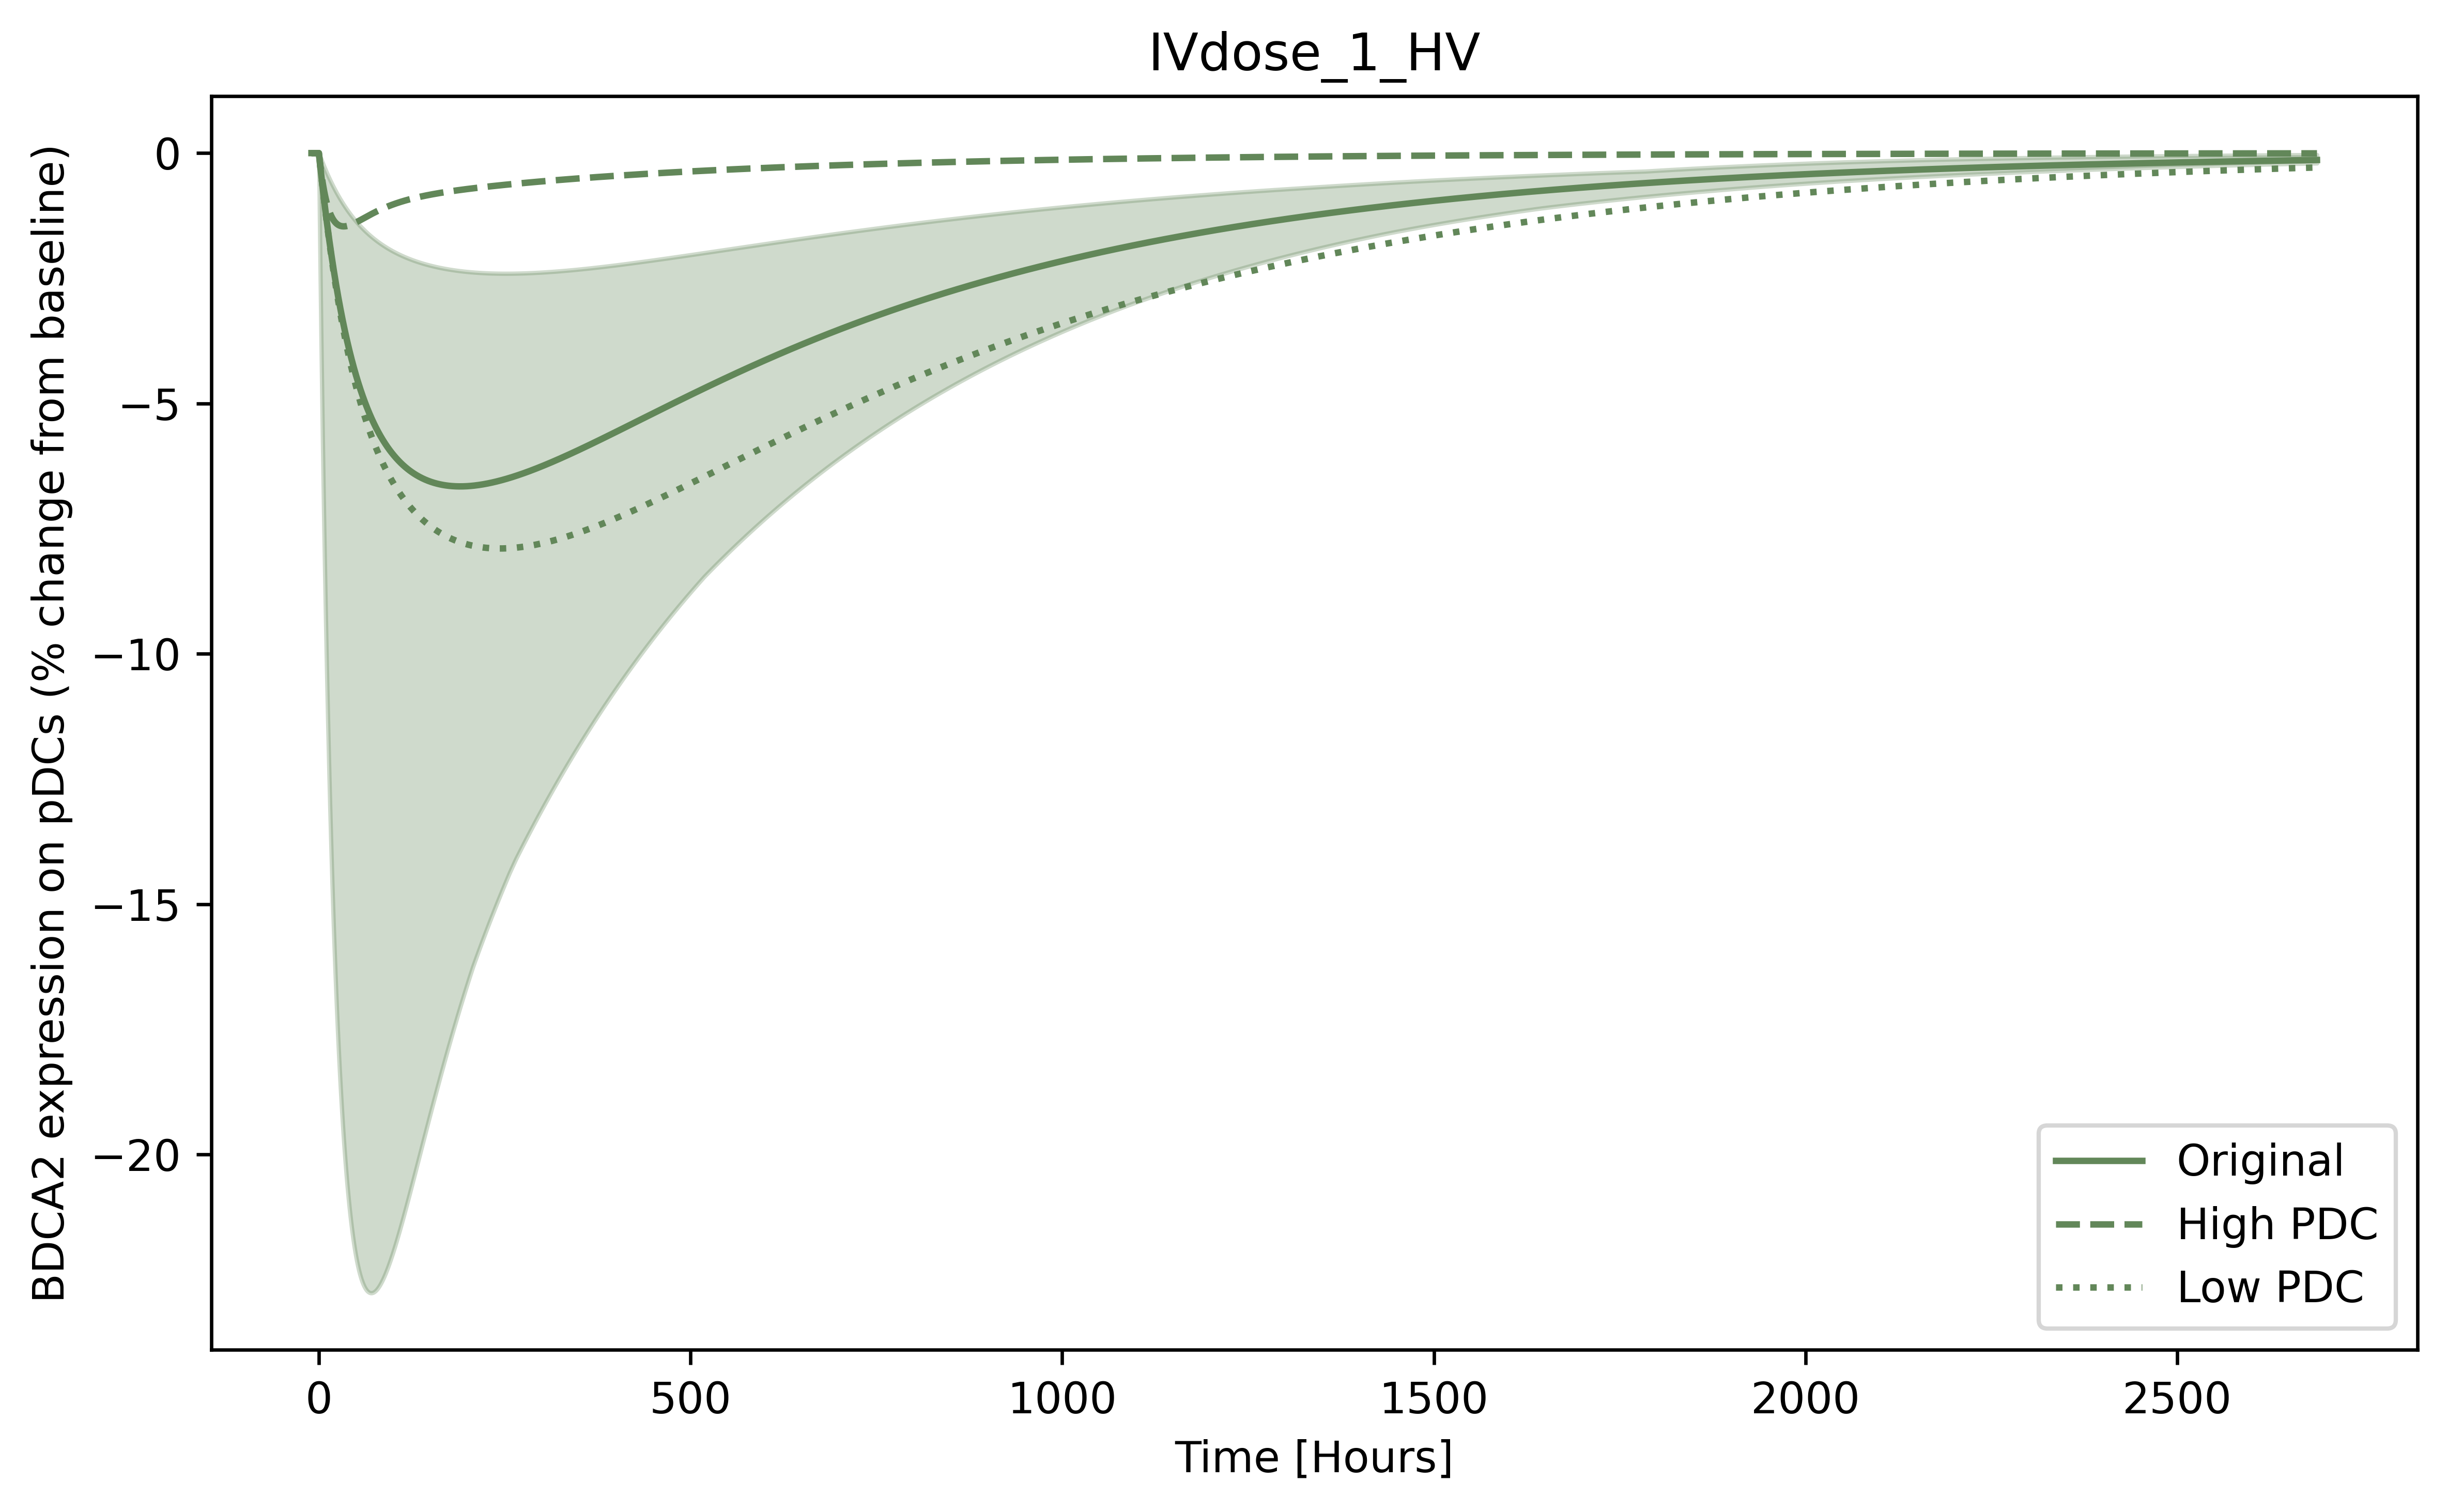 IVdose_1_HV
BDCA2 expression on pDCs (% change from baseline)
0
−5
−10
−15
−20
0
500
1000
1500
2000
2500
Time [Hours]
Original
High PDC
Low PDC